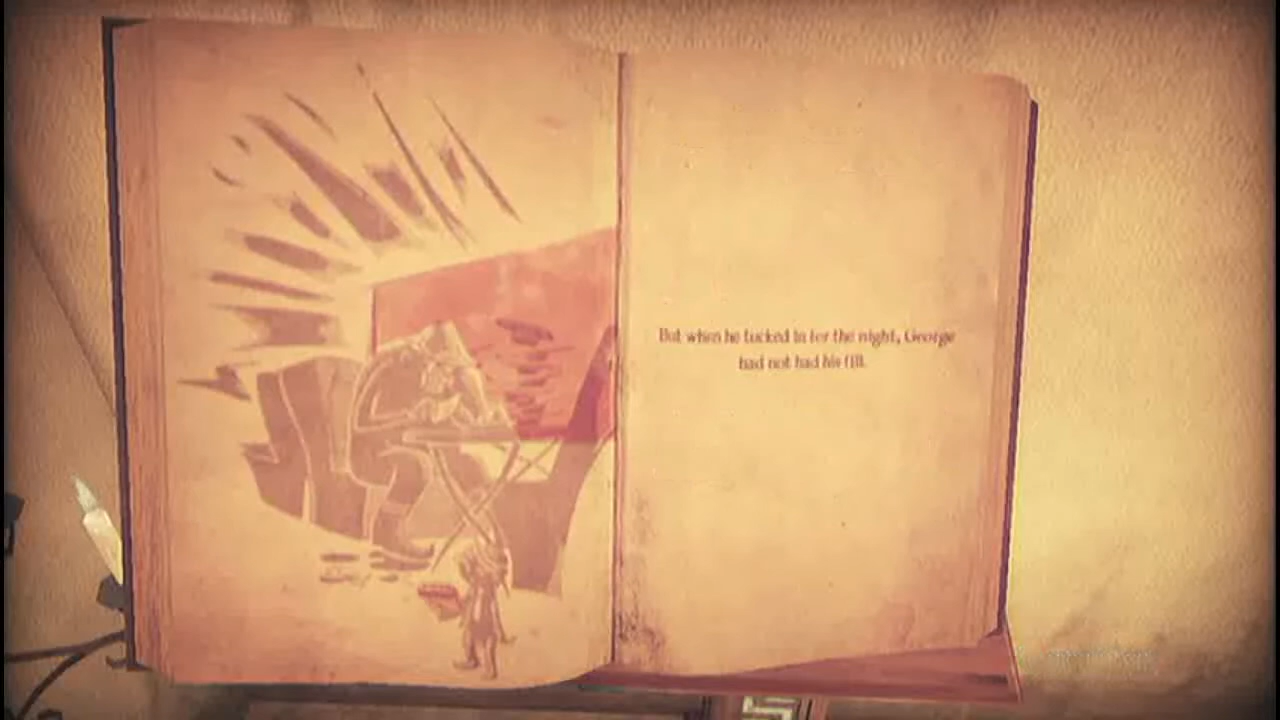 But when he tucked in for the night, George
had not had his fill.